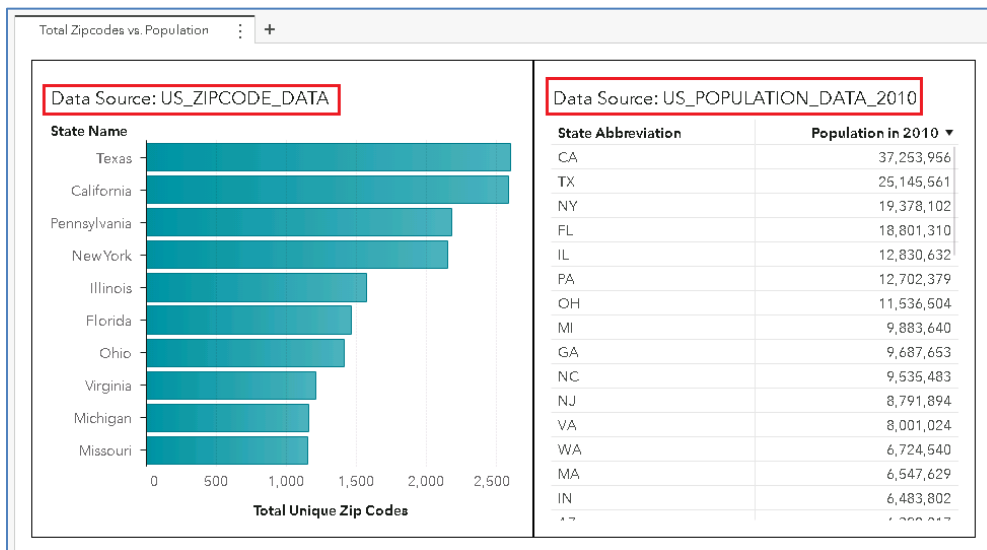 Total Zipcodes vs. Population
+
Data Source: US_ZIPCODE_DATA
State Name
Texas
California
Pennsylvania
New York
Illinois
Florida
Ohio
Virginia
Michigan
Missouri
0 500 1,000 1,500 2,000 2,500
Total Unique Zip Codes
Data Source: US_POPULATION_DATA_2010
State Abbreviation Population in 2010 ▼
CA 37,253,956
TX 25,145,561
NY 19,378,102
FL 18,801,310
IL 12,830,632
PA 12,702,379
OH 11,536,504
MI 9,883,640
GA 9,687,653
NC 9,535,483
NJ 8,791,894
VA 8,001,024
WA 6,724,540
MA 6,547,629
IN 6,483,802